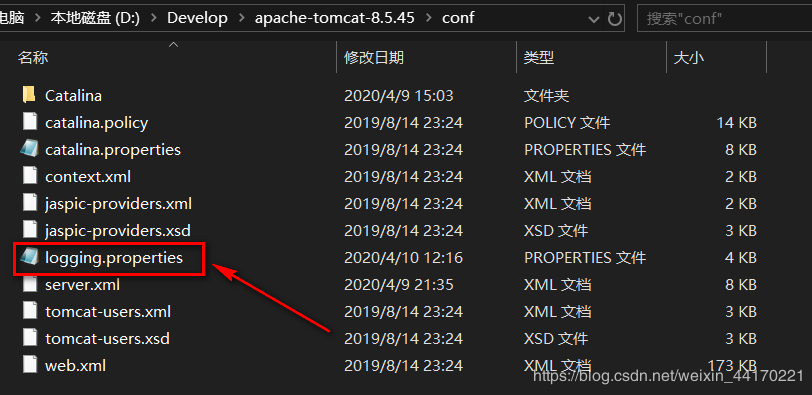 电脑 > 本地磁盘 (D:) > Develop > apache-tomcat-8.5.45 > conf 搜索"conf"
名称 修改日期 类型 大小
Catalina 2020/4/9 15:03 文件夹
catalina.policy 2019/8/14 23:24 POLICY 文件 14 KB
catalina.properties 2019/8/14 23:24 PROPERTIES 文件 8 KB
context.xml 2019/8/14 23:24 XML 文档 2 KB
jaspic-providers.xml 2019/8/14 23:24 XML 文档 2 KB
jaspic-providers.xsd 2019/8/14 23:24 XSD 文件 3 KB
logging.properties 2020/4/10 12:16 PROPERTIES 文件 4 KB
server.xml 2020/4/9 21:35 XML 文档 8 KB
tomcat-users.xml 2019/8/14 23:24 XML 文档 3 KB
tomcat-users.xsd 2019/8/14 23:24 XSD 文件 3 KB
web.xml 2019/8/14 23:24 XML 文档 173 KB
https://blog.csdn.net/weixin_44170221